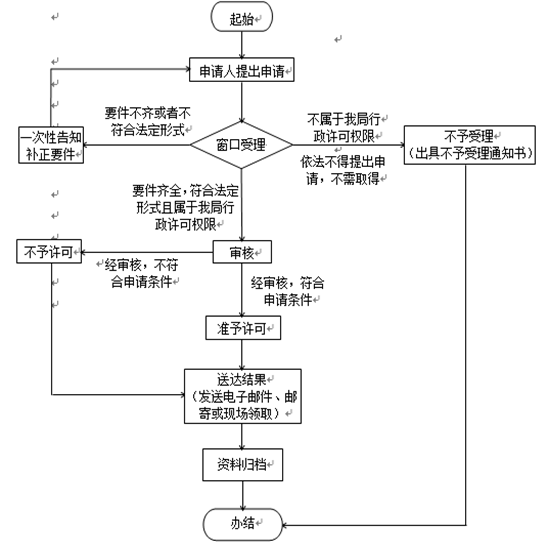 起始
申请人提出申请
要件不齐或者不
符合法定形式
不属于我局行
政许可权限
一次性告知
补正要件
窗口受理
不予受理
（出具不予受理通知书）
依法不得提出申
请，不需取得
要件齐全，符合法定
形式且属于我局行
政许可权限
不予许可
审核
经审核，不符
合申请条件
经审核，符合
申请条件
准予许可
送达结果
（发送电子邮件、邮
寄或现场领取）
资料归档
办结